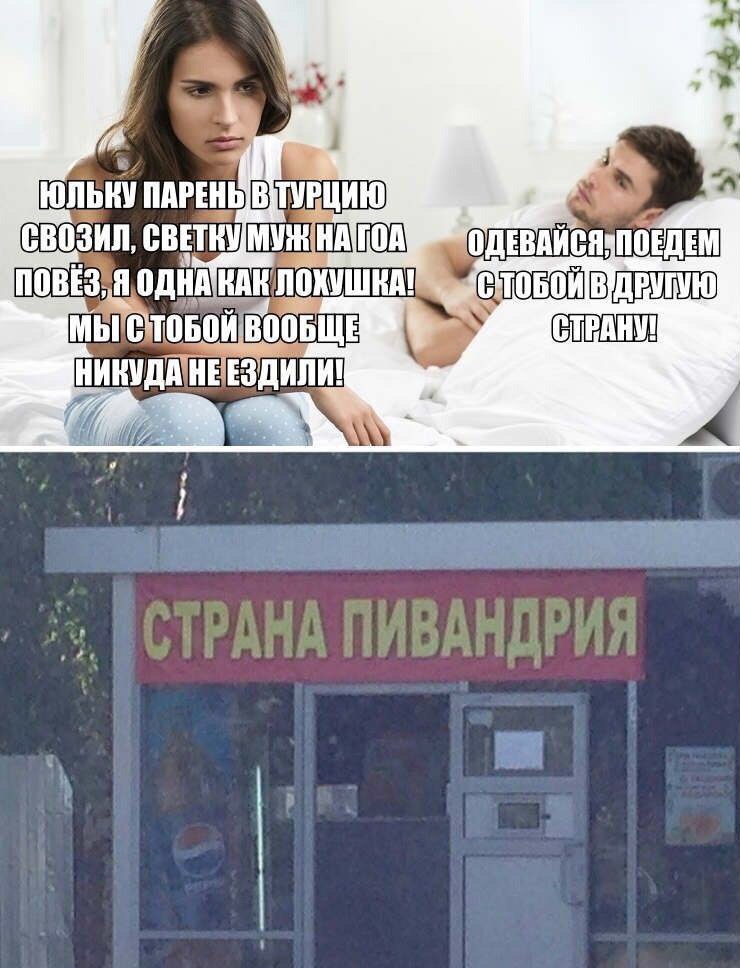 ЮЛЬКУ ПАРЕНЬ В ТУРЦИЮ
СВОЗИЛ, СВЕТКУ МУЖ НА ГОА
ПОВЁЗ, Я ОДНА КАК ЛОХУШКА!
МЫ С ТОБОЙ ВООБЩЕ
НИКУДА НЕ ЕЗДИЛИ!
ОДЕВАЙСЯ, ПОЕДЕМ
С ТОБОЙ В ДРУГУЮ
СТРАНУ!
СТРАНА ПИВАНДРИЯ